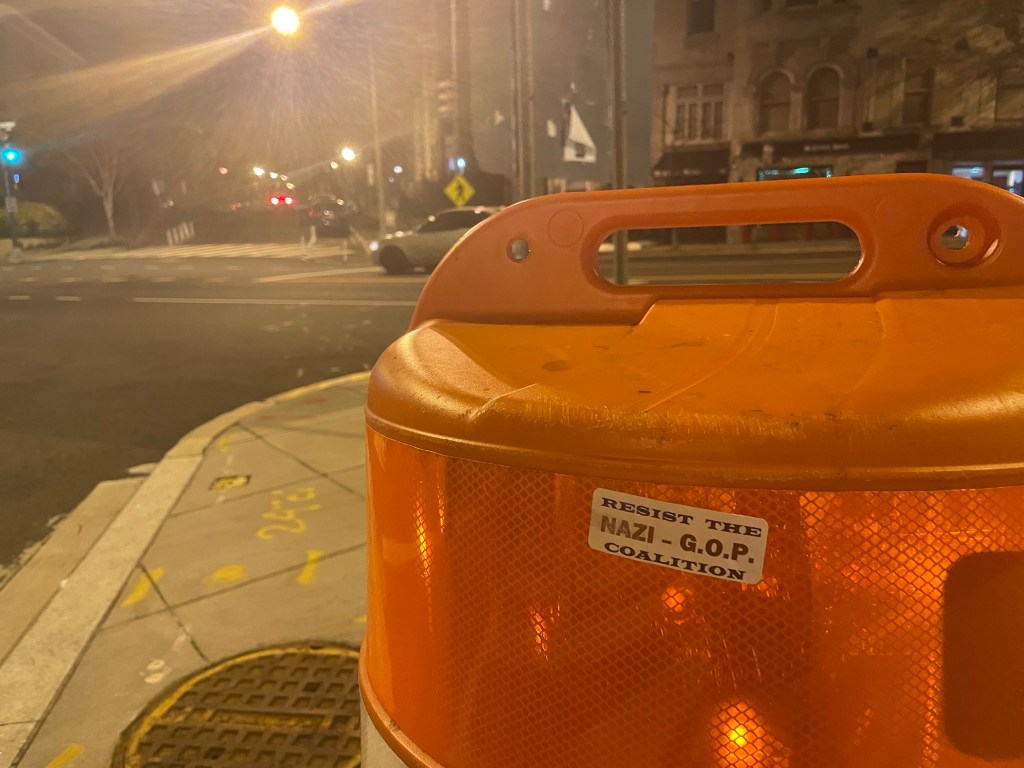 RESIST THE
NAZI - G.O.P.
COALITION